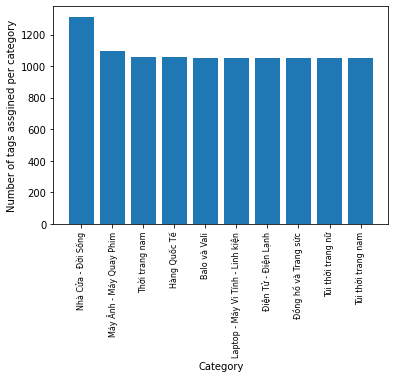 Number of tags assgined per category
1200
1000
800
600
400
200
0
Nhà Cửa - Đời Sống
Máy Ảnh - Máy Quay Phim
Thời trang nam
Hàng Quốc Tế
Balo và Vali
Laptop - Máy Vi Tính - Linh kiện
Điện Tử - Điện Lạnh
Đồng hồ và Trang sức
Túi thời trang nữ
Túi thời trang nam
Category